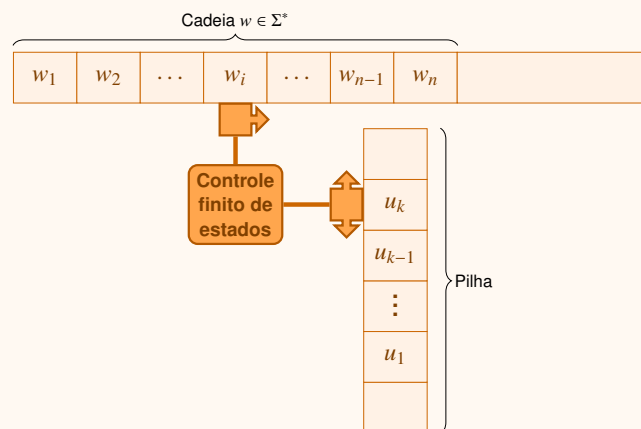 Cadeia w ∈ Σ*
w₁ w₂ ⋯ wᵢ ⋯ wₙ₋₁ wₙ
Controle
finito de
estados
uₖ
uₖ₋₁
Pilha
⋮
u₁